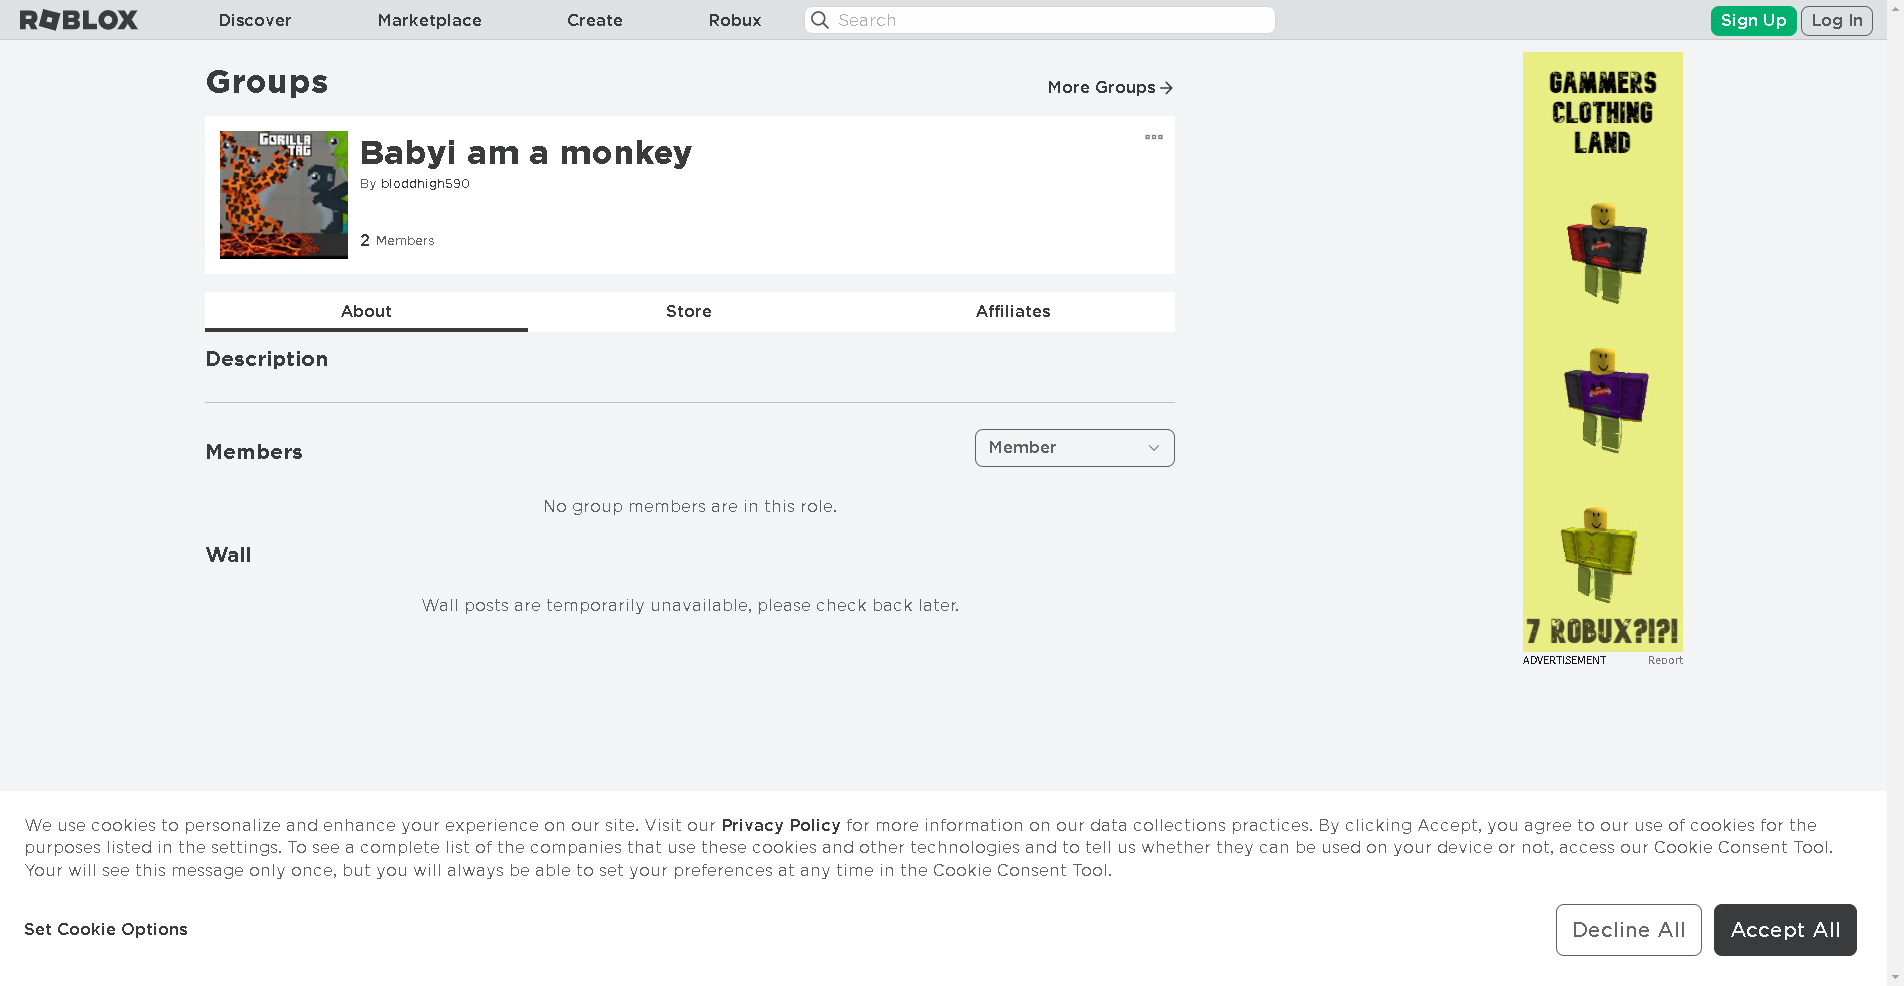 ROBLOX Discover Marketplace Create Robux Search Sign Up Log In
Groups
More Groups
GORILLA
TAG
Babyi am a monkey
By bloddhigh590
2 Members
About Store Affiliates
Description
Members
Member
No group members are in this role.
Wall
Wall posts are temporarily unavailable, please check back later.
GAMMERS
CLOTHING
LAND
7 ROBUX?!?!
ADVERTISEMENT Report
We use cookies to personalize and enhance your experience on our site. Visit our Privacy Policy for more information on our data collections practices. By clicking Accept, you agree to our use of cookies for the
purposes listed in the settings. To see a complete list of the companies that use these cookies and other technologies and to tell us whether they can be used on your device or not, access our Cookie Consent Tool.
Your will see this message only once, but you will always be able to set your preferences at any time in the Cookie Consent Tool.
Set Cookie Options
Decline All Accept All